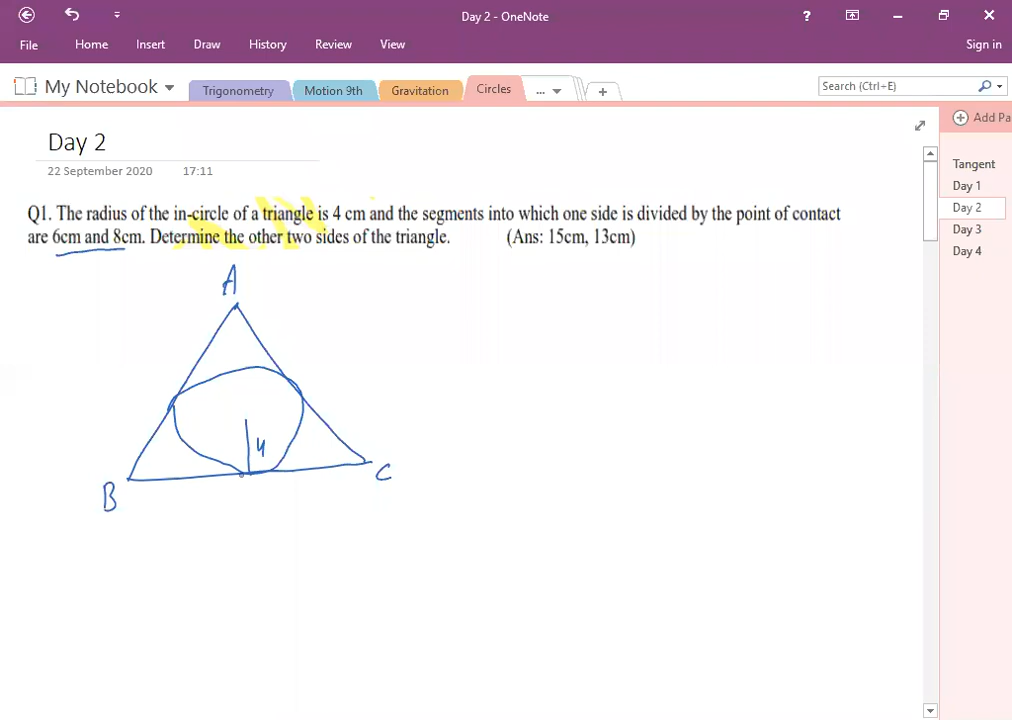 Day 2 - OneNote
?
File Home Insert Draw History Review View
Sign in
My Notebook Trigonometry Motion 9th Gravitation Circles ... +
Search (Ctrl+E)
Add Pa
Day 2
22 September 2020 17:11
Tangent
Day 1
Day 2
Day 3
Day 4
Q1. The radius of the in-circle of a triangle is 4 cm and the segments into which one side is divided by the point of contact
are 6cm and 8cm. Determine the other two sides of the triangle. (Ans: 15cm, 13cm)
A
4
B
C